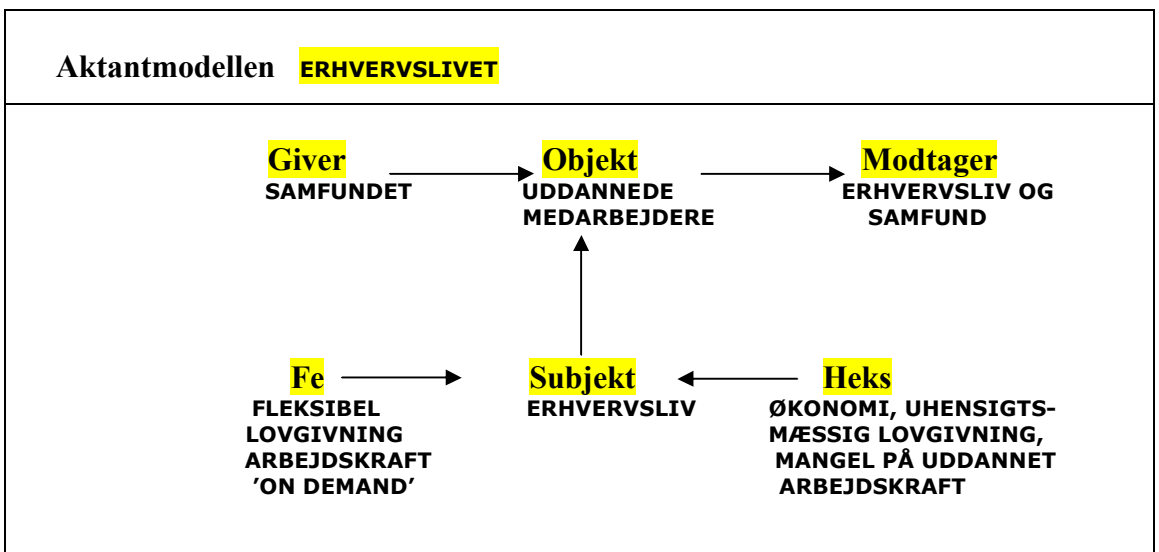 Aktantmodellen ERHVERVSLIVET
Giver Objekt Modtager
SAMFUNDET UDDANNEDE ERHVERVSLIV OG
MEDARBEJDERE SAMFUND
Fe Subjekt Heks
FLEKSIBEL ERHVERVSLIV ØKONOMI, UHENSIGTS-
LOVGIVNING MÆSSIG LOVGIVNING,
ARBEJDSKRAFT MANGEL PÅ UDDANNET
’ON DEMAND’ ARBEJDSKRAFT